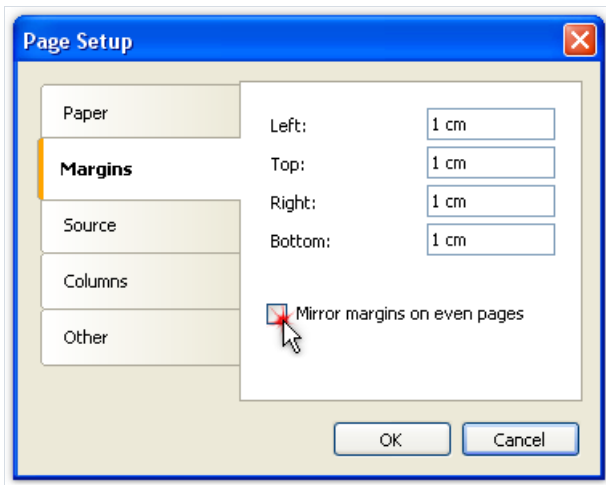 Page Setup
Paper
Margins
Source
Columns
Other
Left: 1 cm
Top: 1 cm
Right: 1 cm
Bottom: 1 cm
Mirror margins on even pages
OK Cancel